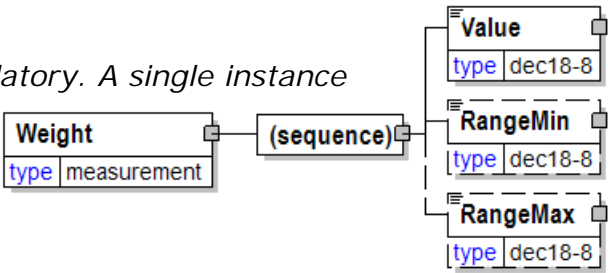 Value
type dec18-8
latory. A single instance
RangeMin
Weight
(sequence)
type measurement
type dec18-8
RangeMax
type dec18-8